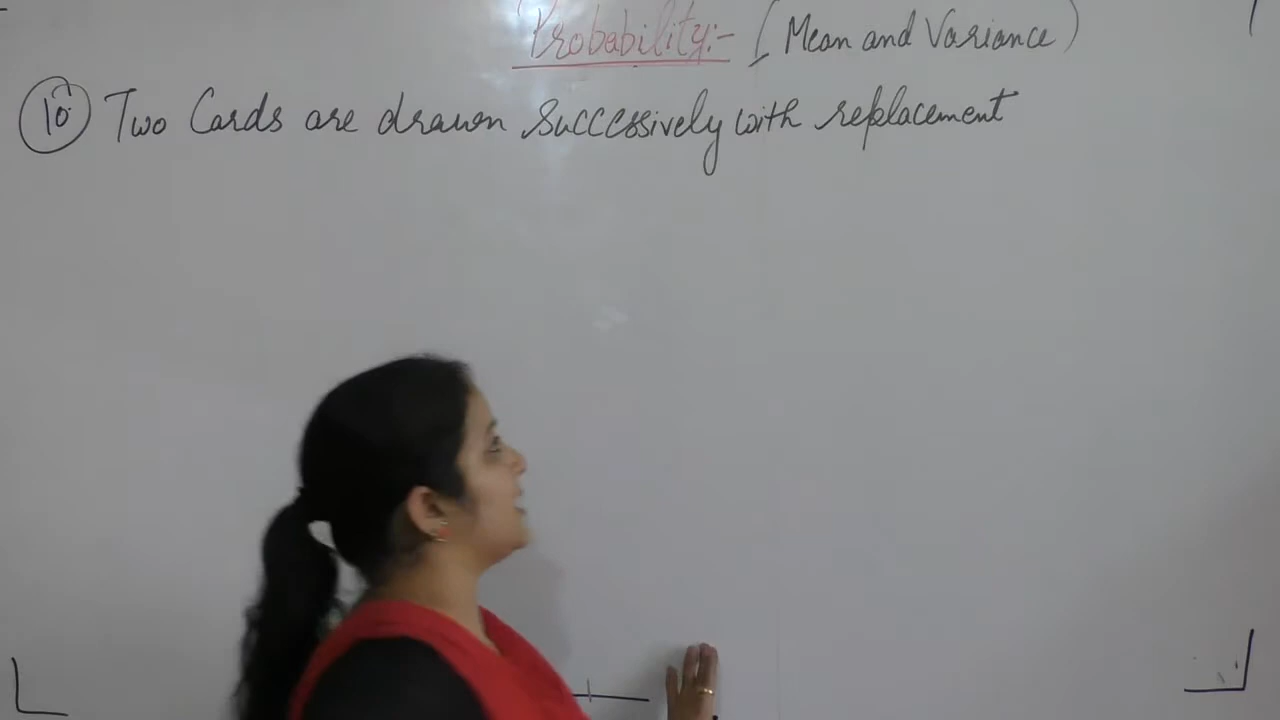 Probability:- (Mean and Variance)
10 Two Cards are drawn successively with replacement